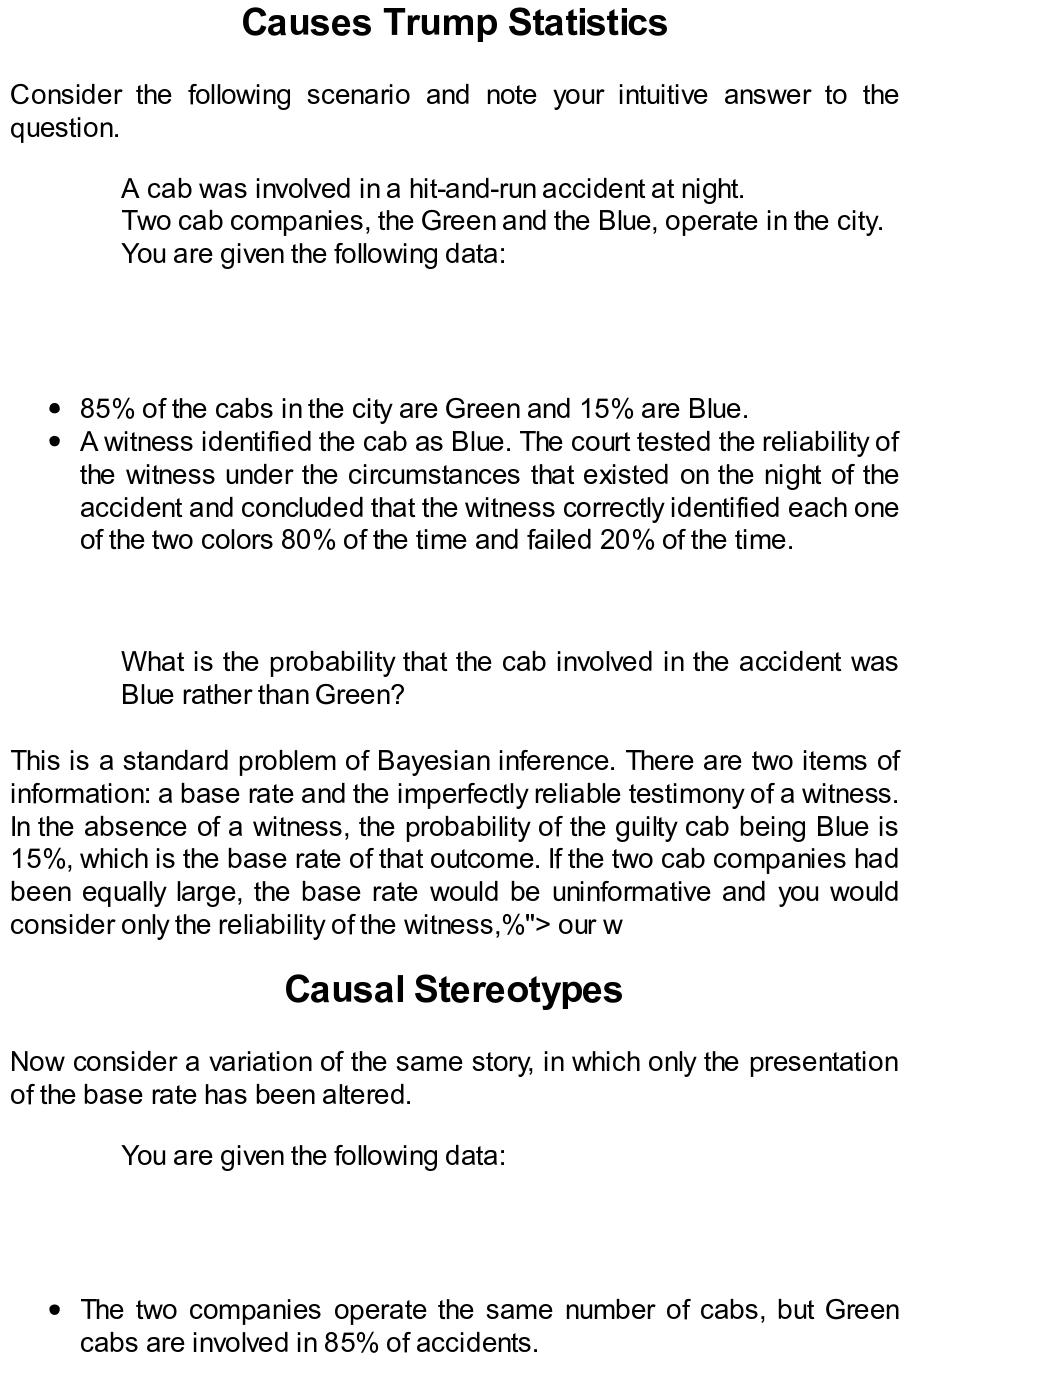 Causes Trump Statistics
Consider the following scenario and note your intuitive answer to the
question.
A cab was involved in a hit-and-run accident at night.
Two cab companies, the Green and the Blue, operate in the city.
You are given the following data:
• 85% of the cabs in the city are Green and 15% are Blue.
• A witness identified the cab as Blue. The court tested the reliability of
the witness under the circumstances that existed on the night of the
accident and concluded that the witness correctly identified each one
of the two colors 80% of the time and failed 20% of the time.
What is the probability that the cab involved in the accident was
Blue rather than Green?
This is a standard problem of Bayesian inference. There are two items of
information: a base rate and the imperfectly reliable testimony of a witness.
In the absence of a witness, the probability of the guilty cab being Blue is
15%, which is the base rate of that outcome. If the two cab companies had
been equally large, the base rate would be uninformative and you would
consider only the reliability of the witness,%"> our w
Causal Stereotypes
Now consider a variation of the same story, in which only the presentation
of the base rate has been altered.
You are given the following data:
• The two companies operate the same number of cabs, but Green
cabs are involved in 85% of accidents.